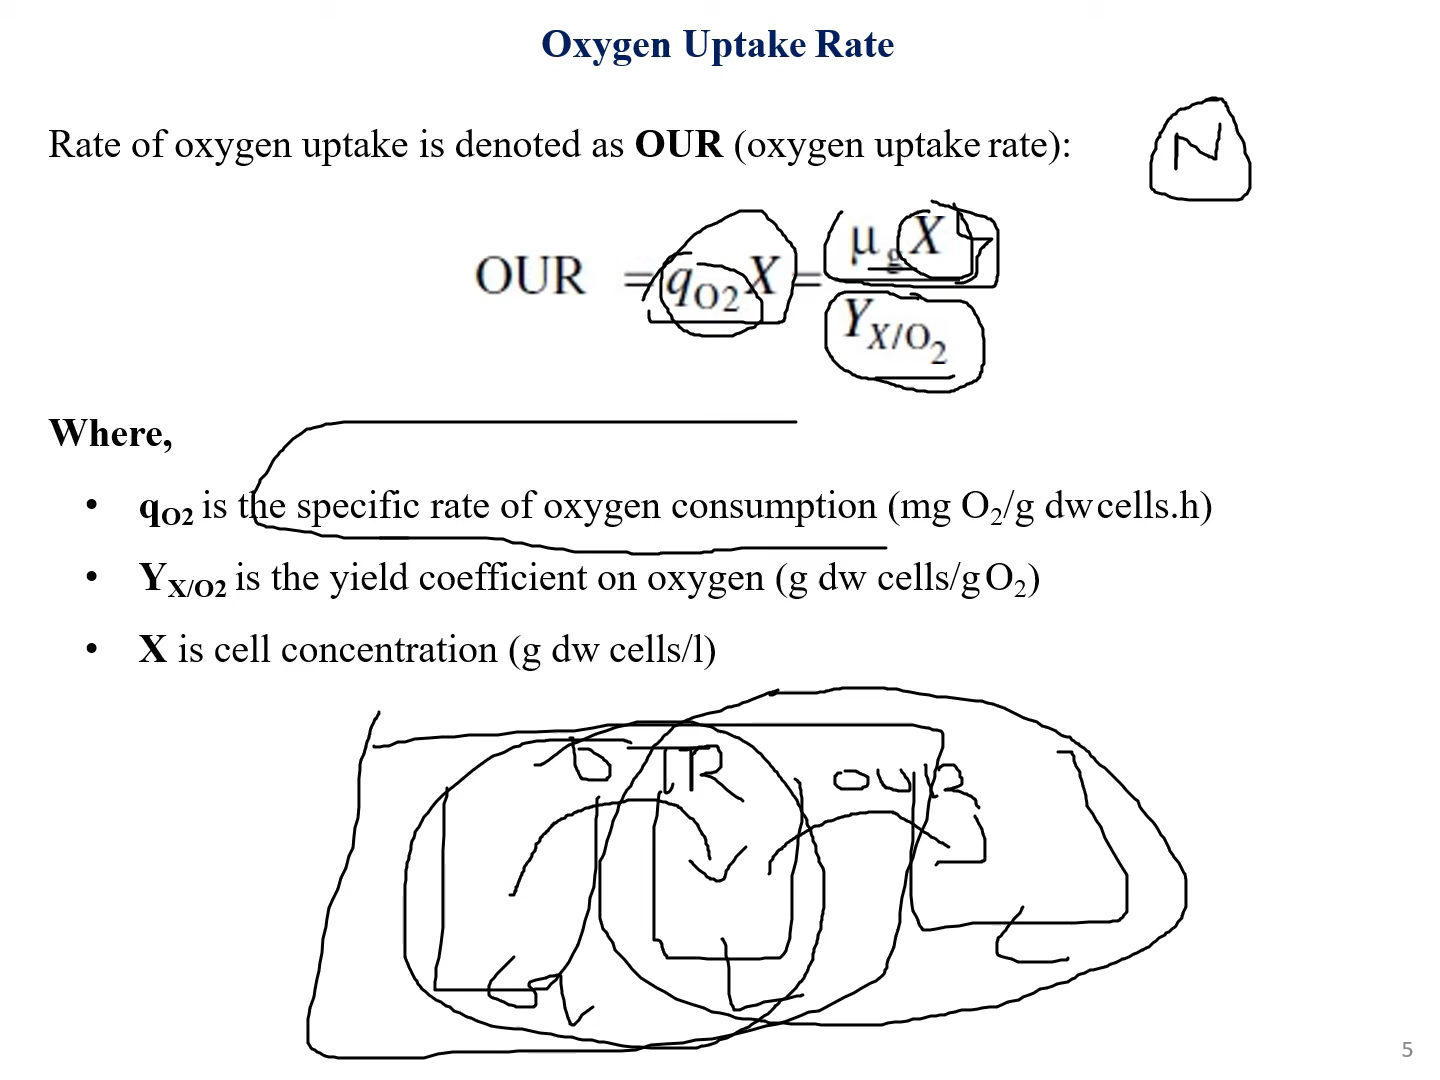 Oxygen Uptake Rate
Rate of oxygen uptake is denoted as OUR (oxygen uptake rate):
N
OUR = qO2 X = μg X / YX/O2
Where,
• qO2 is the specific rate of oxygen consumption (mg O2/g dw cells.h)
• YX/O2 is the yield coefficient on oxygen (g dw cells/g O2)
• X is cell concentration (g dw cells/l)
OTR OUR
L L
5